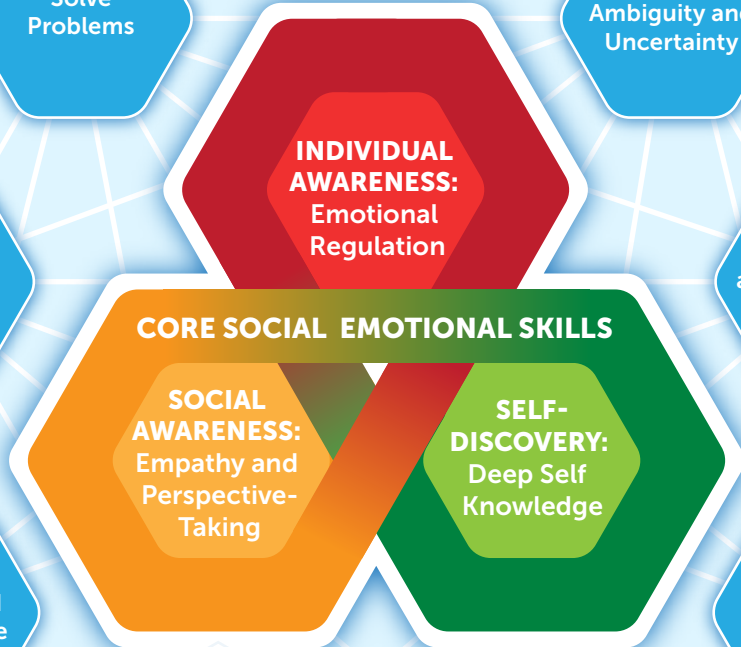 Solve
Problems
Ambiguity and
Uncertainty
INDIVIDUAL
AWARENESS:
Emotional
Regulation
CORE SOCIAL EMOTIONAL SKILLS
SOCIAL
AWARENESS:
Empathy and
Perspective-
Taking
SELF-
DISCOVERY:
Deep Self
Knowledge